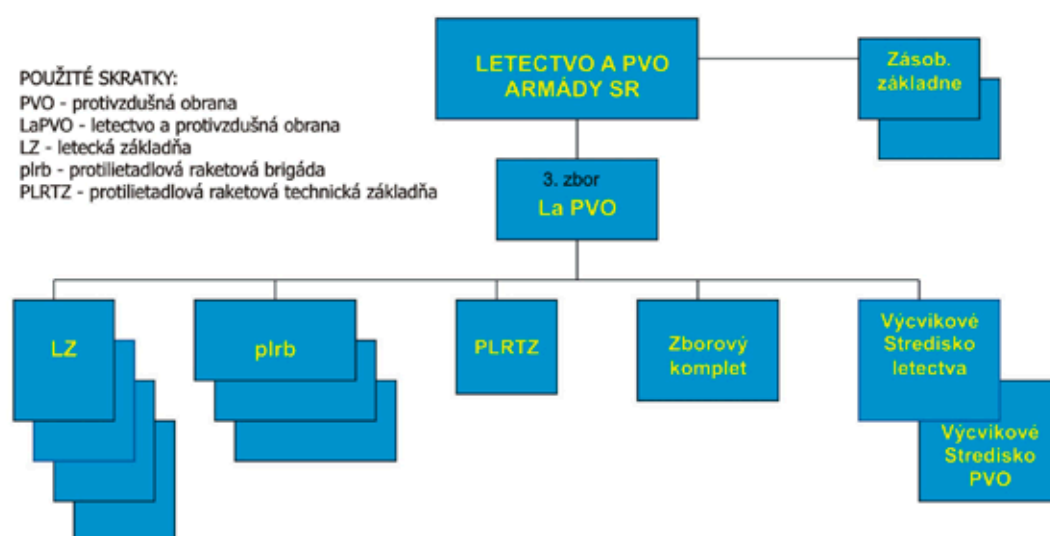 POUŽITÉ SKRATKY:
PVO - protivzdušná obrana
LaPVO - letectvo a protivzdušná obrana
LZ - letecká základňa
plrb - protilietadlová raketová brigáda
PLRTZ - protilietadlová raketová technická základňa
LETECTVO A PVO
ARMÁDY SR
Zásob.
základne
3. zbor
La PVO
LZ
plrb
PLRTZ
Zborový
komplet
Výcvikové
Stredisko
letectva
Výcvikové
Stredisko
PVO